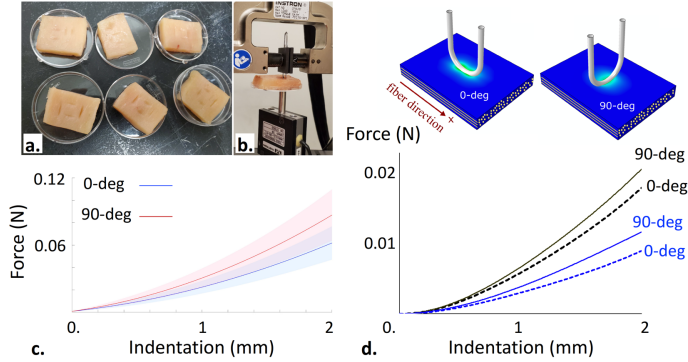 a.
INSTRON
b.
0-deg
fiber direction
+
90-deg
0.12
0.06
Force (N)
0-deg
90-deg
0.
1
2
Indentation (mm)
c.
Force (N)
0.02
0.01
90-deg
0-deg
90-deg
0-deg
0.
1
2
Indentation (mm)
d.